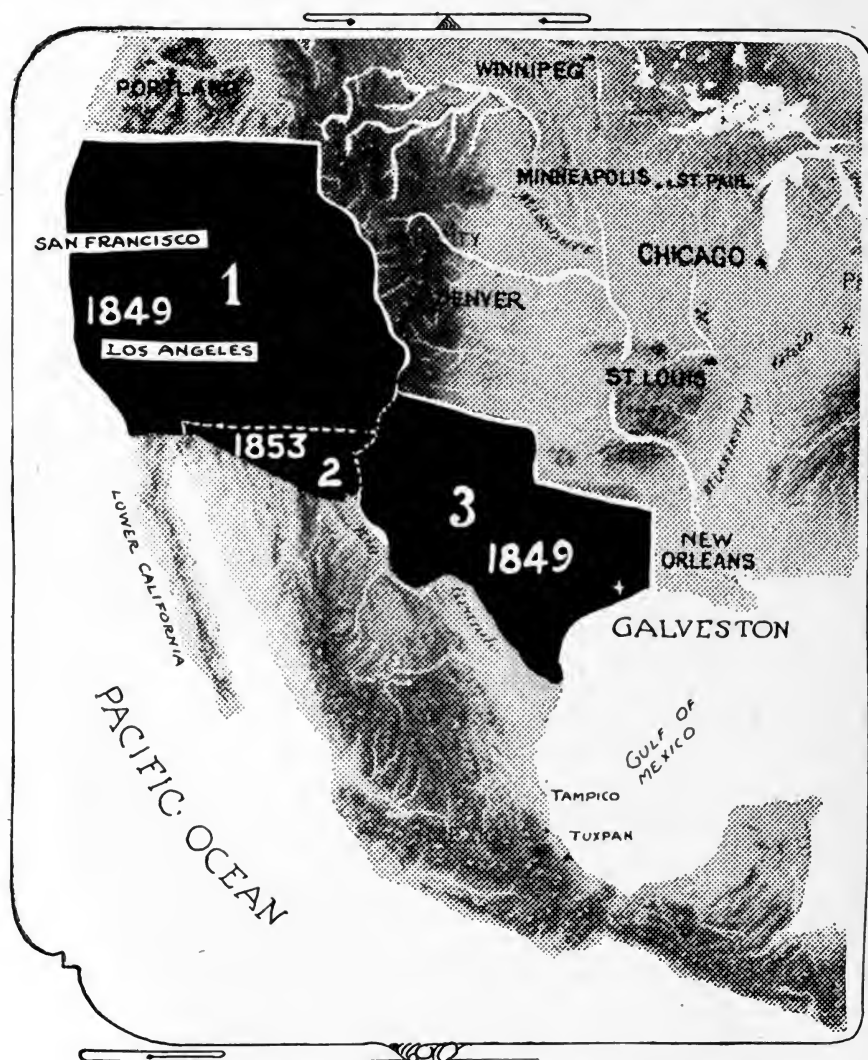 PORTLAND
WINNIPEG
MINNEAPOLIS
ST. PAUL
SAN FRANCISCO
1
CHICAGO
1849
DENVER
LOS ANGELES
ST. LOUIS
1853
2
3
1849
LOWER CALIFORNIA
NEW
ORLEANS
GALVESTON
PACIFIC OCEAN
GULF OF
MEXICO
TAMPICO
TUXPAN